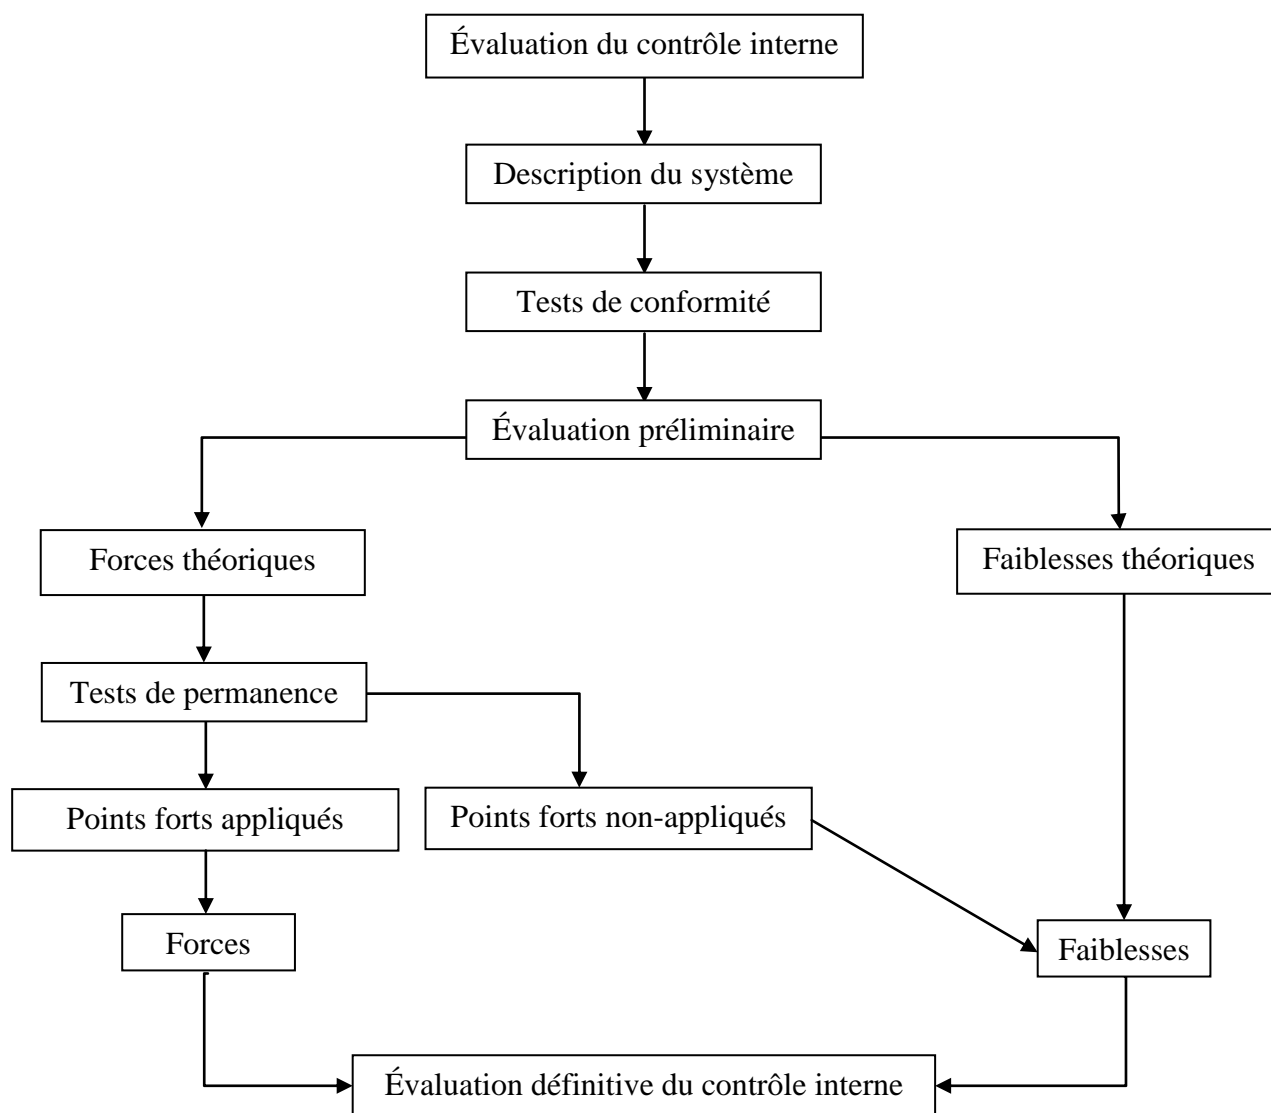 Évaluation du contrôle interne
Description du système
Tests de conformité
Évaluation préliminaire
Forces théoriques
Faiblesses théoriques
Tests de permanence
Points forts appliqués
Points forts non-appliqués
Forces
Faiblesses
Évaluation définitive du contrôle interne